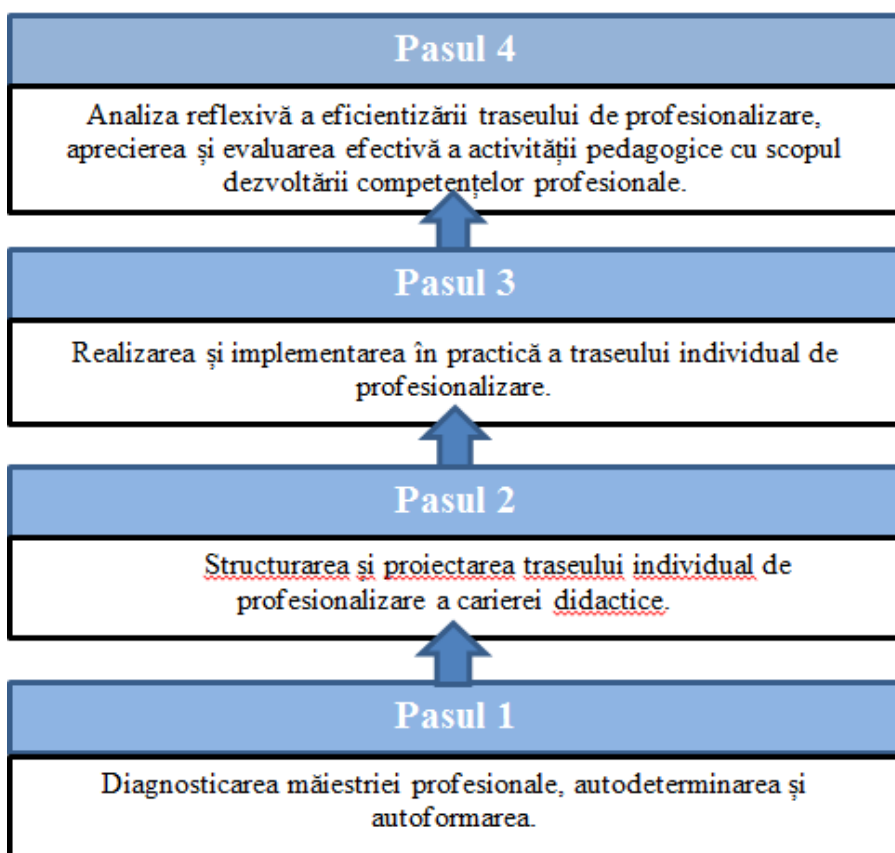 Pasul 4
Analiza reflexivă a eficientizării traseului de profesionalizare,
aprecierea și evaluarea efectivă a activității pedagogice cu scopul
dezvoltării competențelor profesionale.
Pasul 3
Realizarea și implementarea în practică a traseului individual de
profesionalizare.
Pasul 2
Structurarea și proiectarea traseului individual de
profesionalizare a carierei didactice.
Pasul 1
Diagnosticarea măiestriei profesionale, autodeterminarea și
autoformarea.